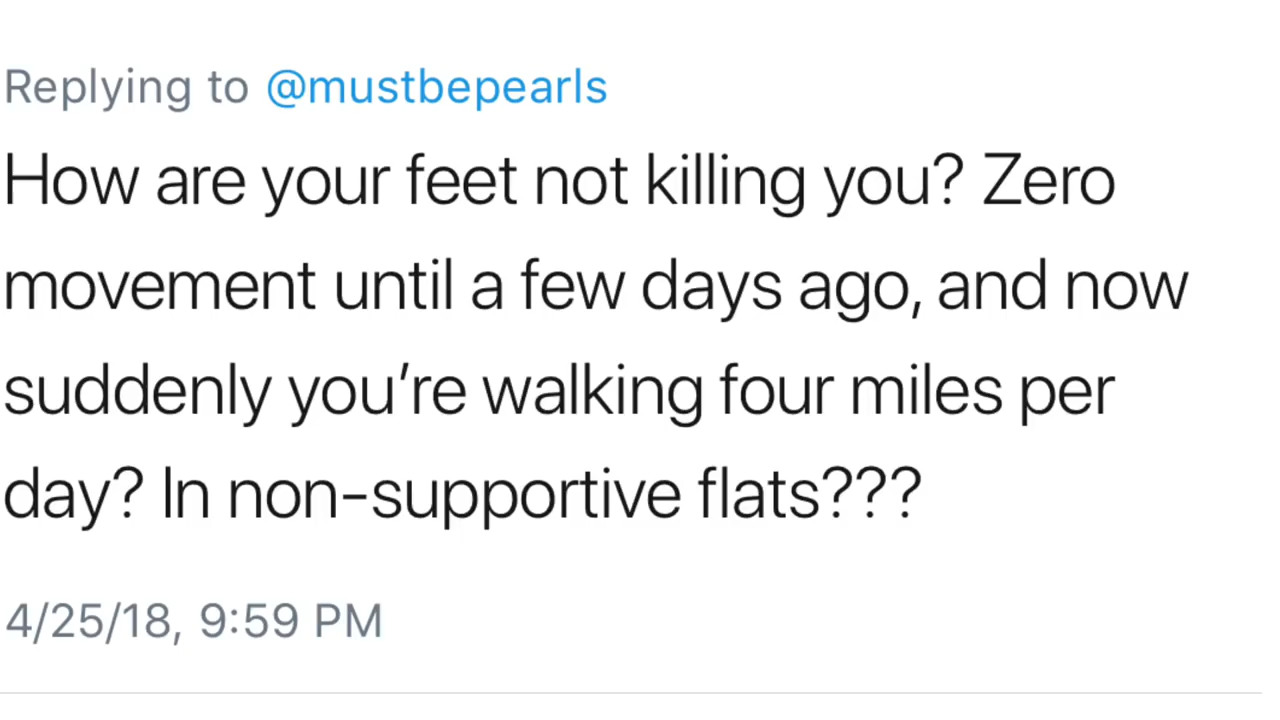 Replying to @mustbepearls
How are your feet not killing you? Zero
movement until a few days ago, and now
suddenly you’re walking four miles per
day? In non-supportive flats???
4/25/18, 9:59 PM